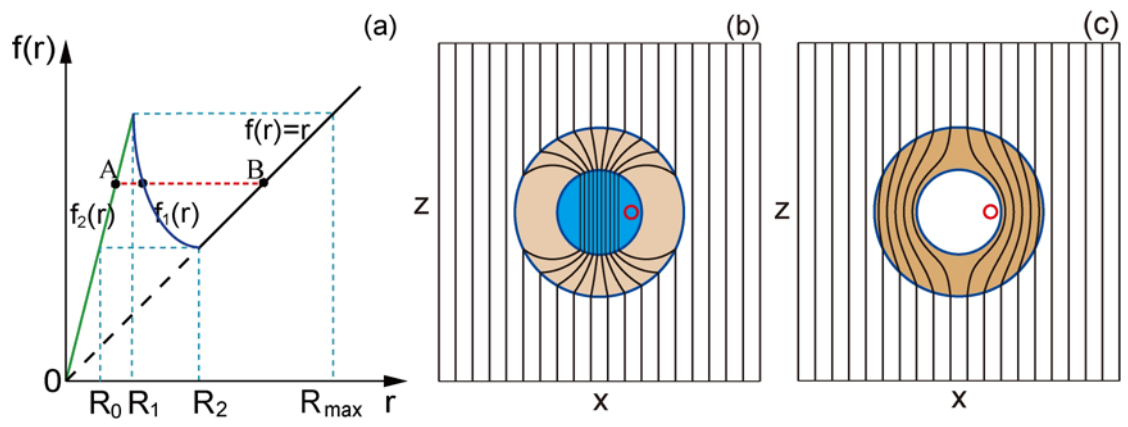 (a)
f(r)
f(r)=r
A
B
f₂(r)
f₁(r)
0
R₀
R₁
R₂
R_max
r
(b)
z
x
(c)
z
x